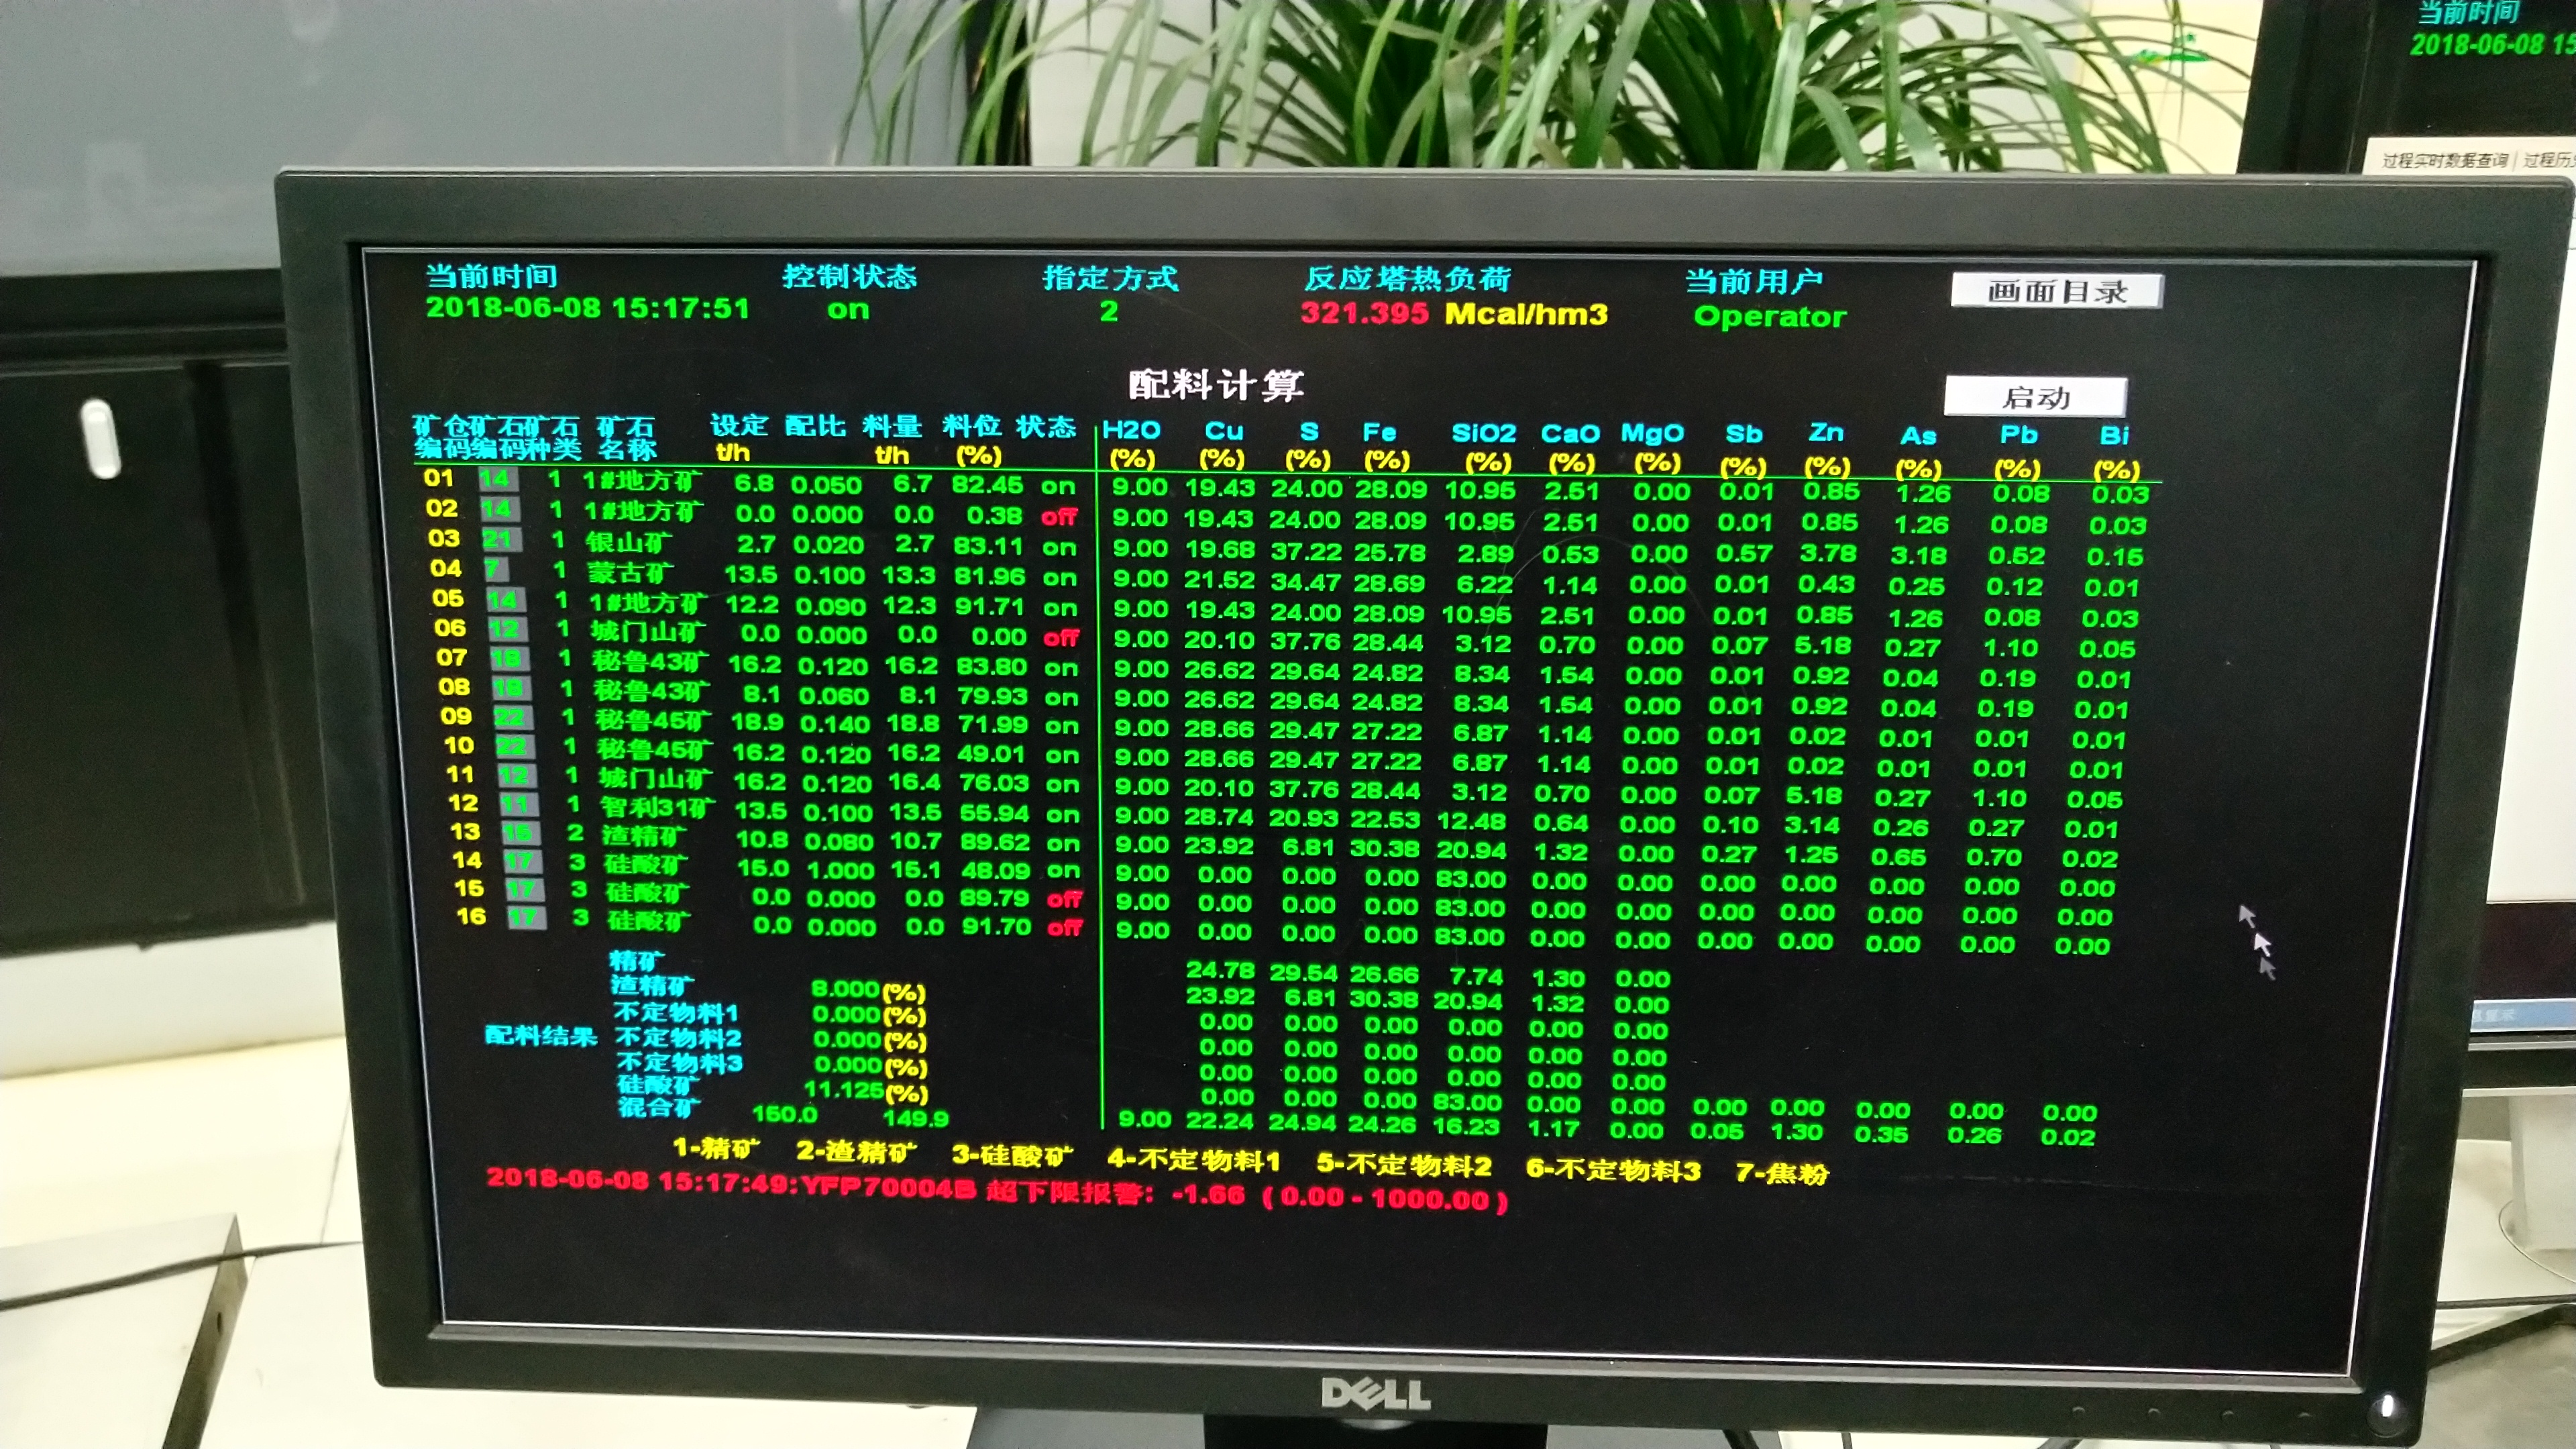 当前时间 控制状态 指定方式 反应塔热负荷 当前用户 画面目录
2018-06-08 15:17:51 on 2 321.395 Mcal/hm3 Operator
配料计算
启动
矿仓编码 矿石编码 矿石种类 矿石名称 设定 t/h 配比 料量 t/h 料位 (%) 状态 H2O (%) Cu (%) S (%) Fe (%) SiO2 (%) CaO (%) MgO (%) Sb (%) Zn (%) As (%) Pb (%) Bi (%)
01 14 1 1#地方矿 6.8 0.050 6.7 82.45 on 9.00 19.43 24.00 28.09 10.95 2.51 0.00 0.01 0.85 1.26 0.08 0.03
02 14 1 1#地方矿 0.0 0.000 0.0 0.38 off 9.00 19.43 24.00 28.09 10.95 2.51 0.00 0.01 0.85 1.26 0.08 0.03
03 21 1 银山矿 2.7 0.020 2.7 83.11 on 9.00 19.68 37.22 25.78 2.89 0.53 0.00 0.57 3.78 3.18 0.52 0.15
04 7 1 蒙古矿 13.5 0.100 13.3 81.96 on 9.00 21.52 34.47 28.69 6.22 1.14 0.00 0.01 0.43 0.25 0.12 0.01
05 14 1 1#地方矿 12.2 0.090 12.3 91.71 on 9.00 19.43 24.00 28.09 10.95 2.51 0.00 0.01 0.85 1.26 0.08 0.03
06 12 1 城门山矿 0.0 0.000 0.0 0.00 off 9.00 20.10 37.76 28.44 3.12 0.70 0.00 0.07 5.18 0.27 1.10 0.05
07 18 1 秘鲁43矿 16.2 0.120 16.2 83.80 on 9.00 26.62 29.64 24.82 8.34 1.54 0.00 0.01 0.92 0.04 0.19 0.01
08 18 1 秘鲁43矿 8.1 0.060 8.1 79.93 on 9.00 26.62 29.64 24.82 8.34 1.54 0.00 0.01 0.92 0.04 0.19 0.01
09 22 1 秘鲁45矿 18.9 0.140 18.8 71.99 on 9.00 28.66 29.47 27.22 6.87 1.14 0.00 0.01 0.02 0.01 0.01 0.01
10 22 1 秘鲁45矿 16.2 0.120 16.2 49.01 on 9.00 28.66 29.47 27.22 6.87 1.14 0.00 0.01 0.02 0.01 0.01 0.01
11 12 1 城门山矿 16.2 0.120 16.4 76.03 on 9.00 20.10 37.76 28.44 3.12 0.70 0.00 0.07 5.18 0.27 1.10 0.05
12 11 1 智利31矿 13.5 0.100 13.5 55.94 on 9.00 28.74 20.93 22.53 12.48 0.64 0.00 0.10 3.14 0.26 0.27 0.01
13 15 2 渣精矿 10.8 0.080 10.7 89.62 on 9.00 23.92 6.81 30.38 20.94 1.32 0.00 0.27 1.25 0.65 0.70 0.02
14 17 3 硅酸矿 15.0 1.000 15.1 48.09 on 9.00 0.00 0.00 0.00 83.00 0.00 0.00 0.00 0.00 0.00 0.00 0.00
15 17 3 硅酸矿 0.0 0.000 0.0 89.79 off 9.00 0.00 0.00 0.00 83.00 0.00 0.00 0.00 0.00 0.00 0.00 0.00
16 17 3 硅酸矿 0.0 0.000 0.0 91.70 off 9.00 0.00 0.00 0.00 83.00 0.00 0.00 0.00 0.00 0.00 0.00 0.00
配料结果
精矿 24.78 29.54 26.66 7.74 1.30 0.00
渣精矿 8.000 (%) 23.92 6.81 30.38 20.94 1.32 0.00
不定物料1 0.000 (%) 0.00 0.00 0.00 0.00 0.00 0.00
不定物料2 0.000 (%) 0.00 0.00 0.00 0.00 0.00 0.00
不定物料3 0.000 (%) 0.00 0.00 0.00 0.00 0.00 0.00
硅酸矿 11.125 (%) 0.00 0.00 0.00 83.00 0.00 0.00 0.00 0.00 0.00 0.00 0.00
混合矿 150.0 149.9 9.00 22.24 24.94 24.26 16.23 1.17 0.00 0.05 1.30 0.35 0.26 0.02
1-精矿 2-渣精矿 3-硅酸矿 4-不定物料1 5-不定物料2 6-不定物料3 7-焦粉
2018-06-08 15:17:49:YFP70004B 超下限报警: -1.66 ( 0.00 - 1000.00 )
DELL
当前时间
2018-06-08 15
过程实时数据查询 过程历